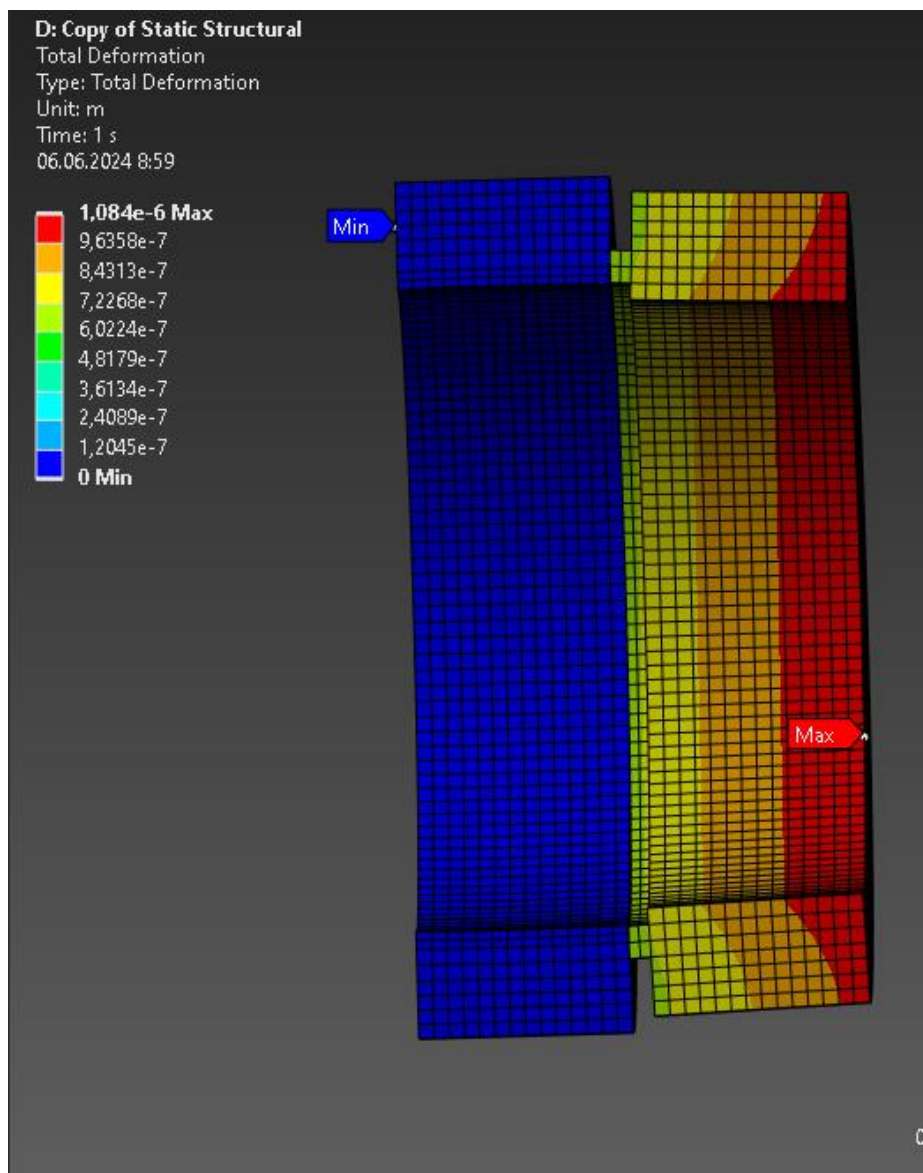 D: Copy of Static Structural
Total Deformation
Type: Total Deformation
Unit: m
Time: 1 s
06.06.2024 8:59
1,084e-6 Max
9,6358e-7
8,4313e-7
7,2268e-7
6,0224e-7
4,8179e-7
3,6134e-7
2,4089e-7
1,2045e-7
0 Min
Min
Max